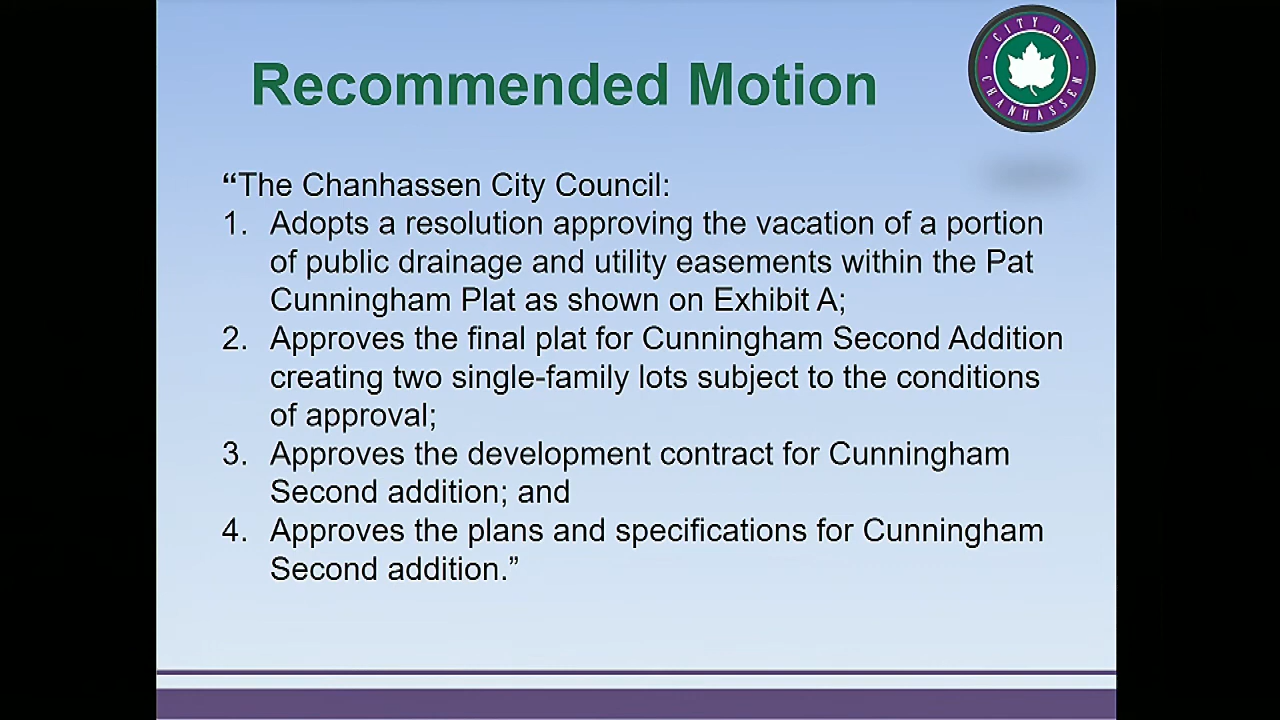 Recommended Motion
CITY OF
CHANHASSEN
“The Chanhassen City Council:
1. Adopts a resolution approving the vacation of a portion
of public drainage and utility easements within the Pat
Cunningham Plat as shown on Exhibit A;
2. Approves the final plat for Cunningham Second Addition
creating two single-family lots subject to the conditions
of approval;
3. Approves the development contract for Cunningham
Second addition; and
4. Approves the plans and specifications for Cunningham
Second addition.”